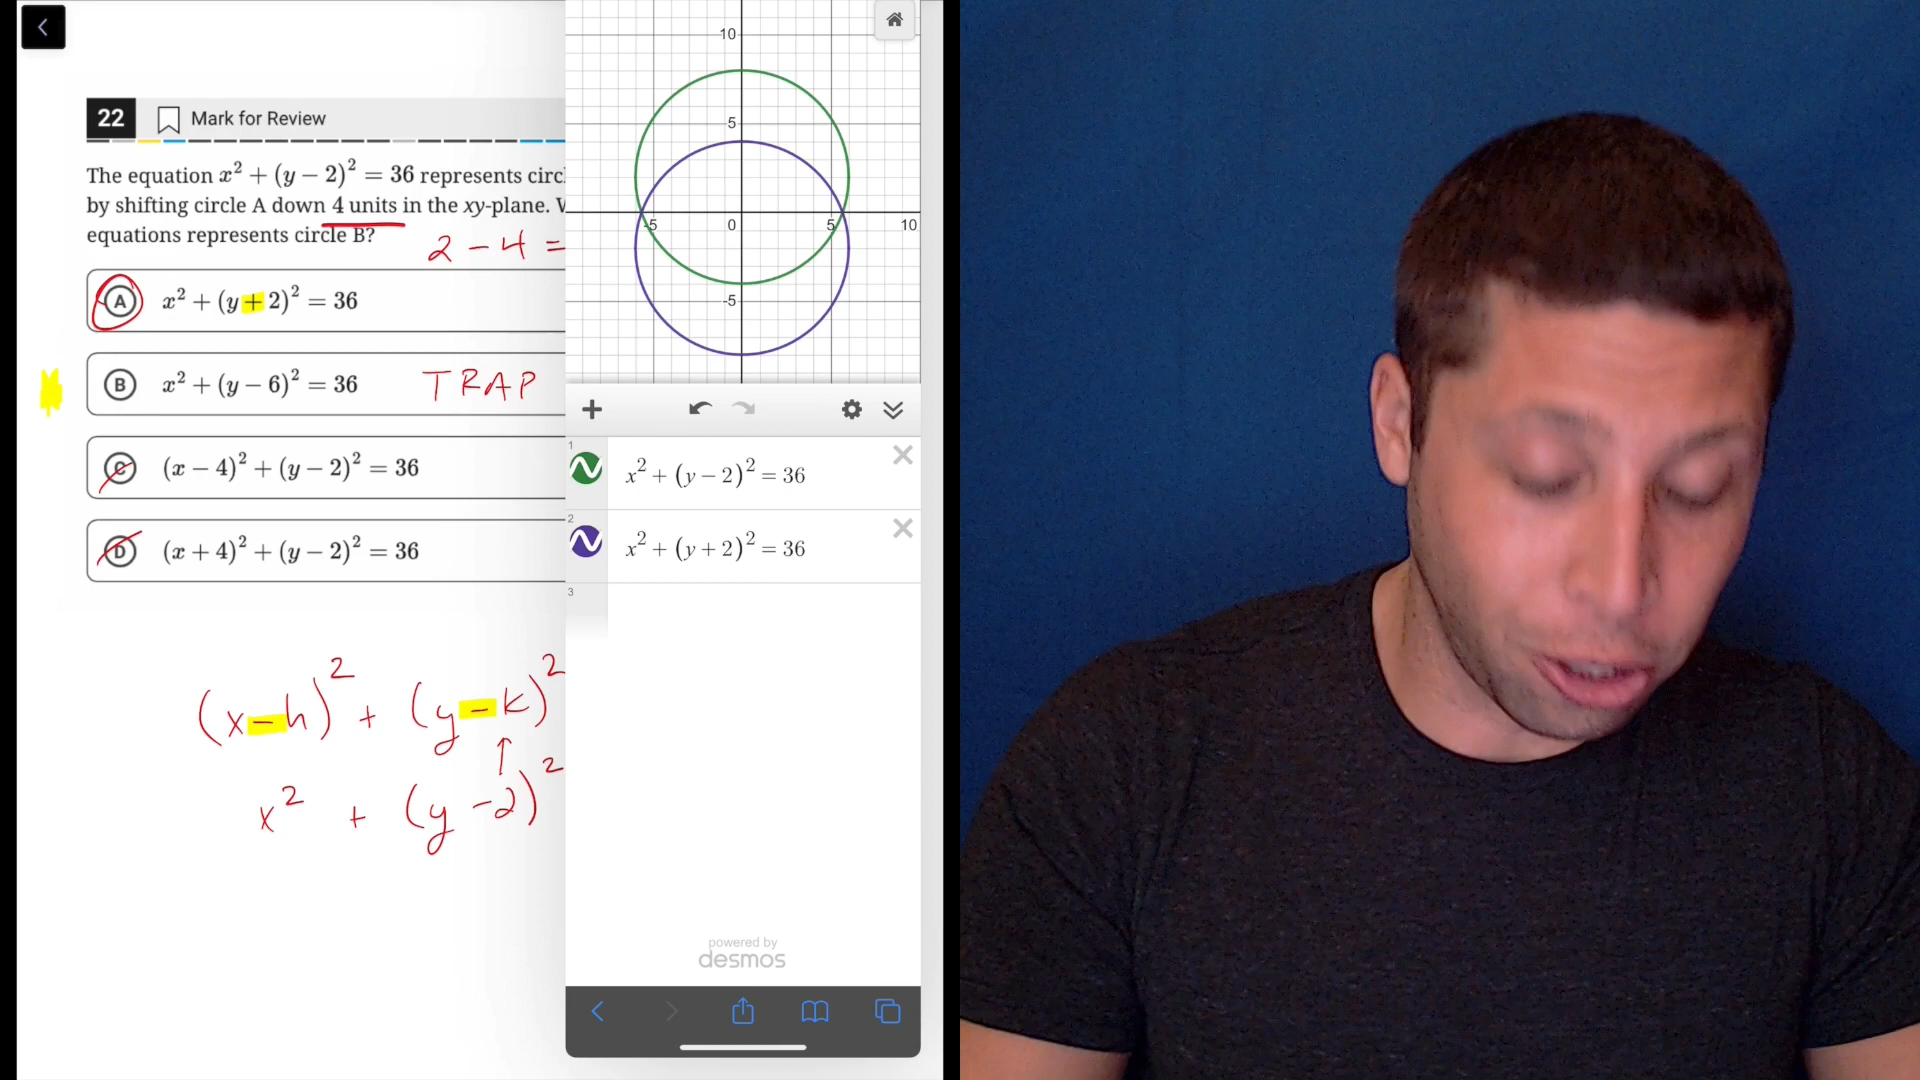 22 Mark for Review
The equation x² + (y − 2)² = 36 represents circ
by shifting circle A down 4 units in the xy-plane.
equations represents circle B?
2 − 4 =
A x² + (y + 2)² = 36
B x² + (y − 6)² = 36 TRAP
C (x − 4)² + (y − 2)² = 36
D (x + 4)² + (y − 2)² = 36
(x − h)² + (y − k)²
↑
x² + (y − 2)²
10
5
-5 0 5 10
-5
1
x² + (y − 2)² = 36
2
x² + (y + 2)² = 36
3
powered by
desmos